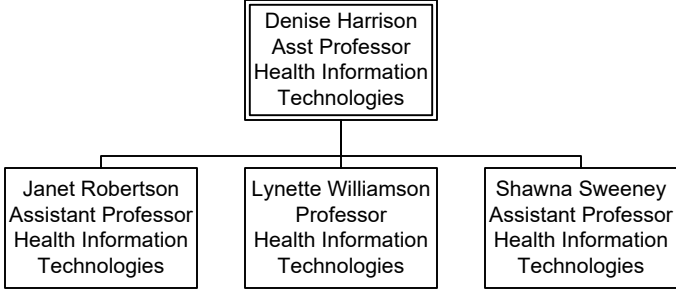 Denise Harrison
Asst Professor
Health Information
Technologies
Janet Robertson
Assistant Professor
Health Information
Technologies
Lynette Williamson
Professor
Health Information
Technologies
Shawna Sweeney
Assistant Professor
Health Information
Technologies